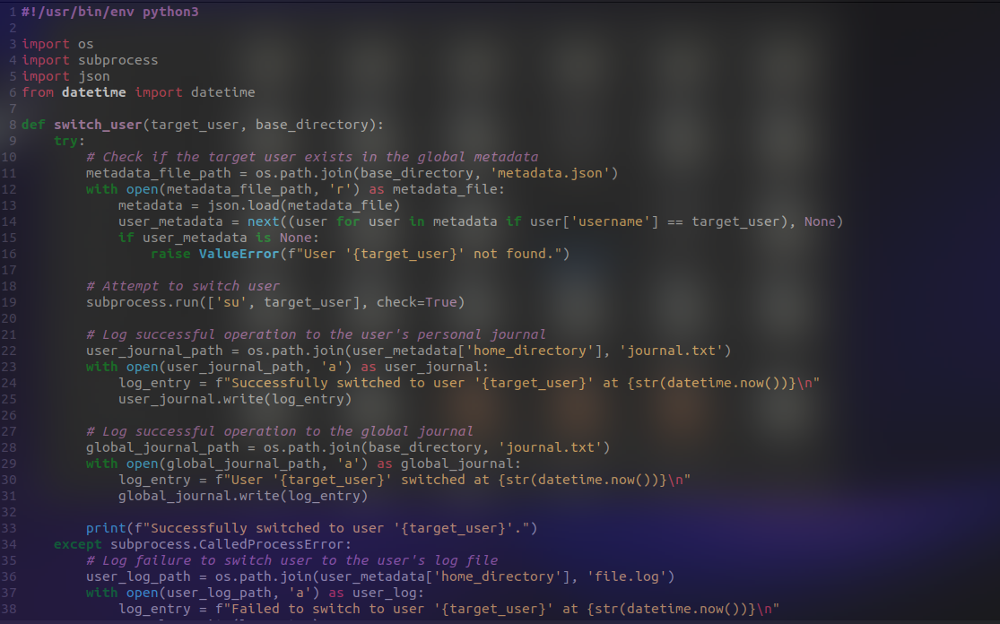 1 #!/usr/bin/env python3
2
3 import os
4 import subprocess
5 import json
6 from datetime import datetime
7
8 def switch_user(target_user, base_directory):
9     try:
10         # Check if the target user exists in the global metadata
11         metadata_file_path = os.path.join(base_directory, 'metadata.json')
12         with open(metadata_file_path, 'r') as metadata_file:
13             metadata = json.load(metadata_file)
14             user_metadata = next((user for user in metadata if user['username'] == target_user), None)
15             if user_metadata is None:
16                 raise ValueError(f"User '{target_user}' not found.")
17
18         # Attempt to switch user
19         subprocess.run(['su', target_user], check=True)
20
21         # Log successful operation to the user's personal journal
22         user_journal_path = os.path.join(user_metadata['home_directory'], 'journal.txt')
23         with open(user_journal_path, 'a') as user_journal:
24             log_entry = f"Successfully switched to user '{target_user}' at {str(datetime.now())}\n"
25             user_journal.write(log_entry)
26
27         # Log successful operation to the global journal
28         global_journal_path = os.path.join(base_directory, 'journal.txt')
29         with open(global_journal_path, 'a') as global_journal:
30             log_entry = f"User '{target_user}' switched at {str(datetime.now())}\n"
31             global_journal.write(log_entry)
32
33         print(f"Successfully switched to user '{target_user}'.")
34     except subprocess.CalledProcessError:
35         # Log failure to switch user to the user's log file
36         user_log_path = os.path.join(user_metadata['home_directory'], 'file.log')
37         with open(user_log_path, 'a') as user_log:
38             log_entry = f"Failed to switch to user '{target_user}' at {str(datetime.now())}\n"